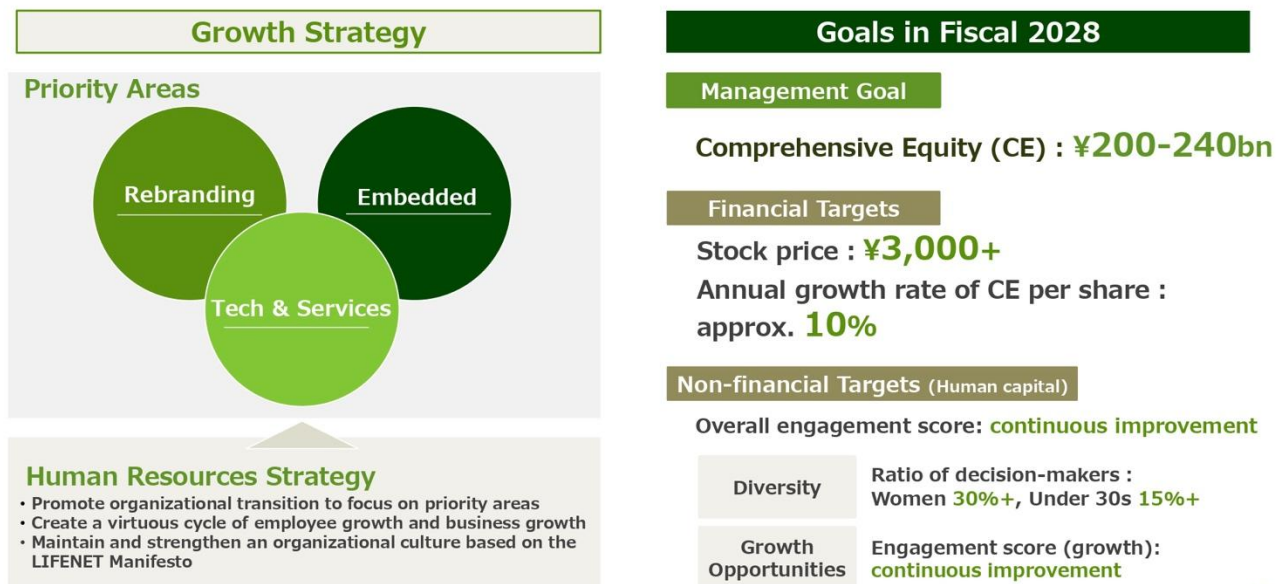 Growth Strategy
Priority Areas
Rebranding
Embedded
Tech & Services
Human Resources Strategy
・Promote organizational transition to focus on priority areas
・Create a virtuous cycle of employee growth and business growth
・Maintain and strengthen an organizational culture based on the
LIFENET Manifesto
Goals in Fiscal 2028
Management Goal
Comprehensive Equity (CE) : ¥200-240bn
Financial Targets
Stock price : ¥3,000+
Annual growth rate of CE per share :
approx. 10%
Non-financial Targets (Human capital)
Overall engagement score: continuous improvement
Diversity
Ratio of decision-makers :
Women 30%+, Under 30s 15%+
Growth
Opportunities
Engagement score (growth):
continuous improvement